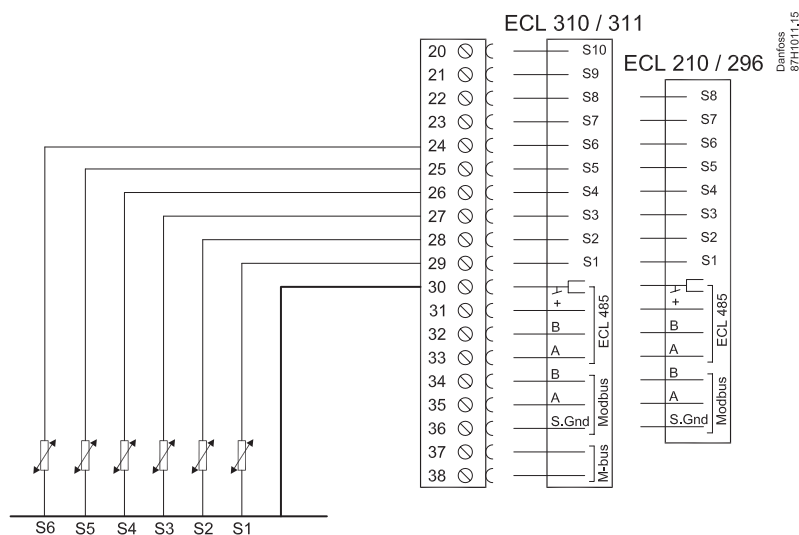 ECL 310 / 311
ECL 210 / 296
Danfoss
87H1011.15
20 S10
21 S9
22 S8 S8
23 S7 S7
24 S6 S6
25 S5 S5
26 S4 S4
27 S3 S3
28 S2 S2
29 S1 S1
30
31 + +
32 B B
33 A A
ECL 485
ECL 485
34 B B
35 A A
36 S.Gnd S.Gnd
Modbus
Modbus
37
38
M-bus
S6 S5 S4 S3 S2 S1